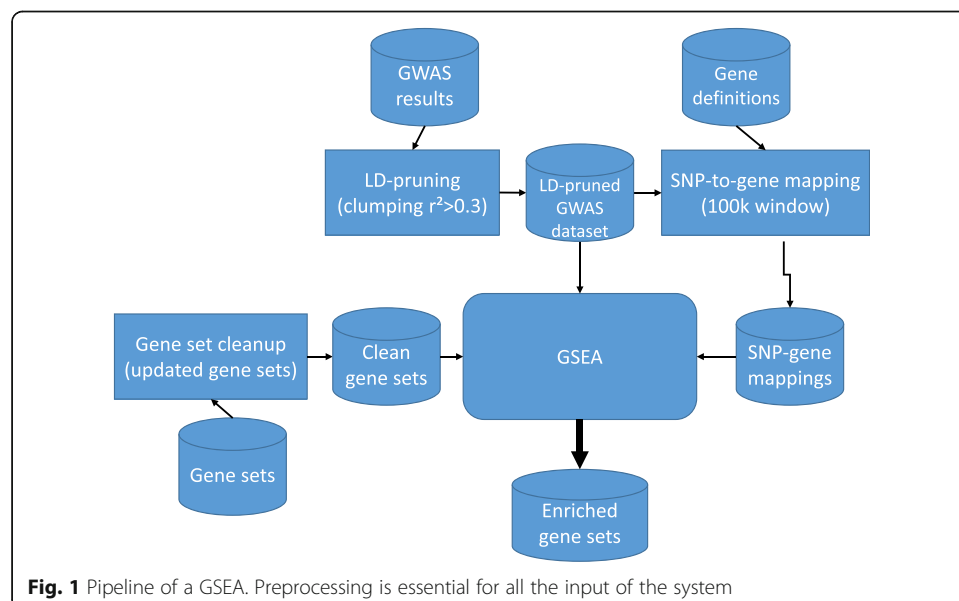 GWAS
results
Gene
definitions
LD-pruning
(clumping r²>0.3)
LD-pruned
GWAS
dataset
SNP-to-gene mapping
(100k window)
Gene set cleanup
(updated gene sets)
Clean
gene sets
GSEA
SNP-gene
mappings
Gene sets
Enriched
gene sets
Fig. 1 Pipeline of a GSEA. Preprocessing is essential for all the input of the system